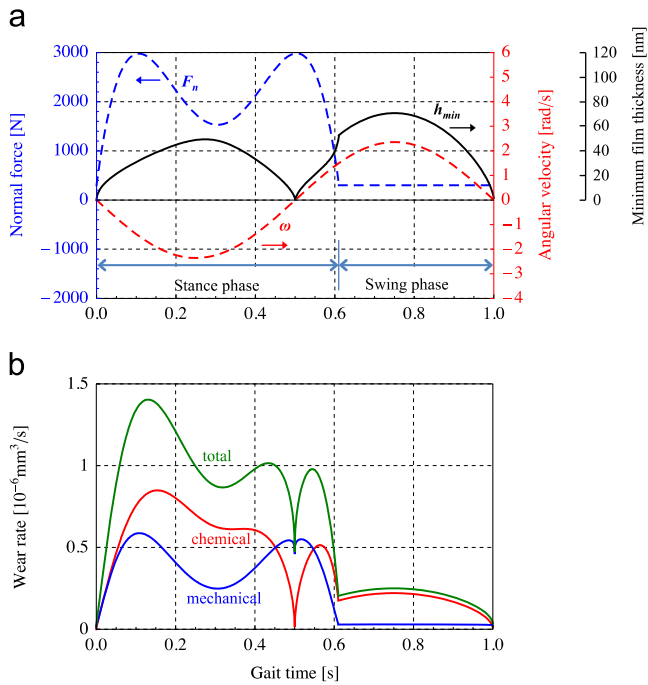 a
3000
2000
1000
0
−1000
−2000
Normal force [N]
F_n
h_min
ω
Stance phase
Swing phase
6
5
4
3
2
1
0
−1
−2
−3
−4
Angular velocity [rad/s]
120
100
80
60
40
20
0
Minimum film thickness [nm]
0.0 0.2 0.4 0.6 0.8 1.0
b
1.5
1
0.5
0
Wear rate [10⁻⁶mm³/s]
total
chemical
mechanical
0.0 0.2 0.4 0.6 0.8 1.0
Gait time [s]